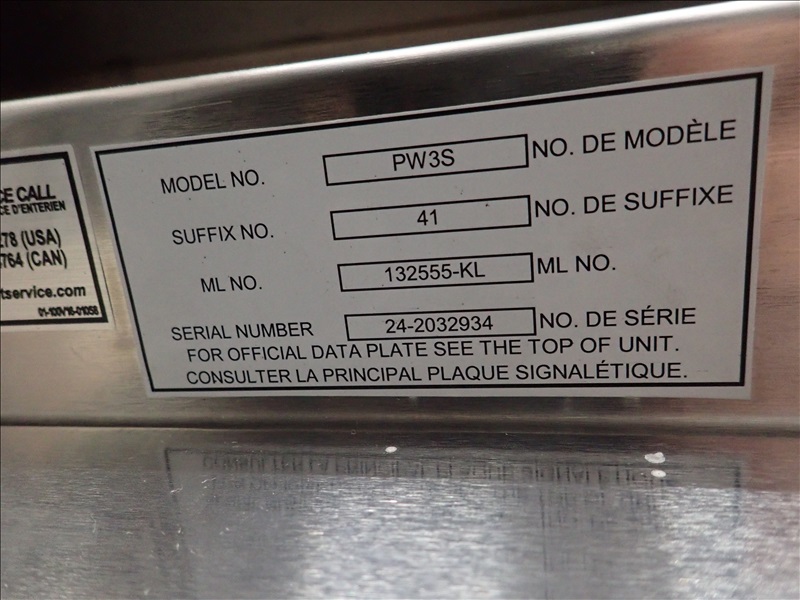 CE CALL
CE D'ENTERIEN
278 (USA)
764 (CAN)
tservice.com
MODEL NO. PW3S NO. DE MODÈLE
SUFFIX NO. 41 NO. DE SUFFIXE
ML NO. 132555-KL ML NO.
SERIAL NUMBER 24-2032934 NO. DE SÉRIE
FOR OFFICIAL DATA PLATE SEE THE TOP OF UNIT.
CONSULTER LA PRINCIPAL PLAQUE SIGNALÉTIQUE.